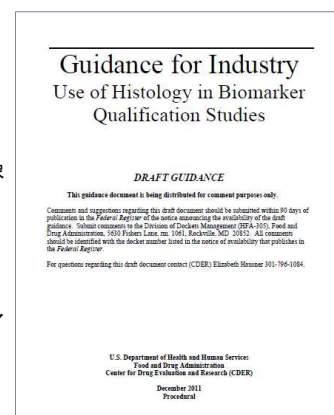 Guidance for Industry
Use of Histology in Biomarker
Qualification Studies
DRAFT GUIDANCE
This guidance document is being distributed for comment purposes only.
Comments and suggestions regarding this draft document should be submitted within 90 days of
publication in the Federal Register of the notice announcing the availability of the draft
guidance. Submit comments to the Division of Dockets Management (HFA-305), Food and
Drug Administration, 5630 Fishers Lane, rm. 1061, Rockville, MD 20852. All comments
should be identified with the docket number listed in the notice of availability that publishes in
the Federal Register.
For questions regarding this draft document contact (CDER) Elizabeth Hausner 301-796-1084.
U.S. Department of Health and Human Services
Food and Drug Administration
Center for Drug Evaluation and Research (CDER)
December 2011
Procedural